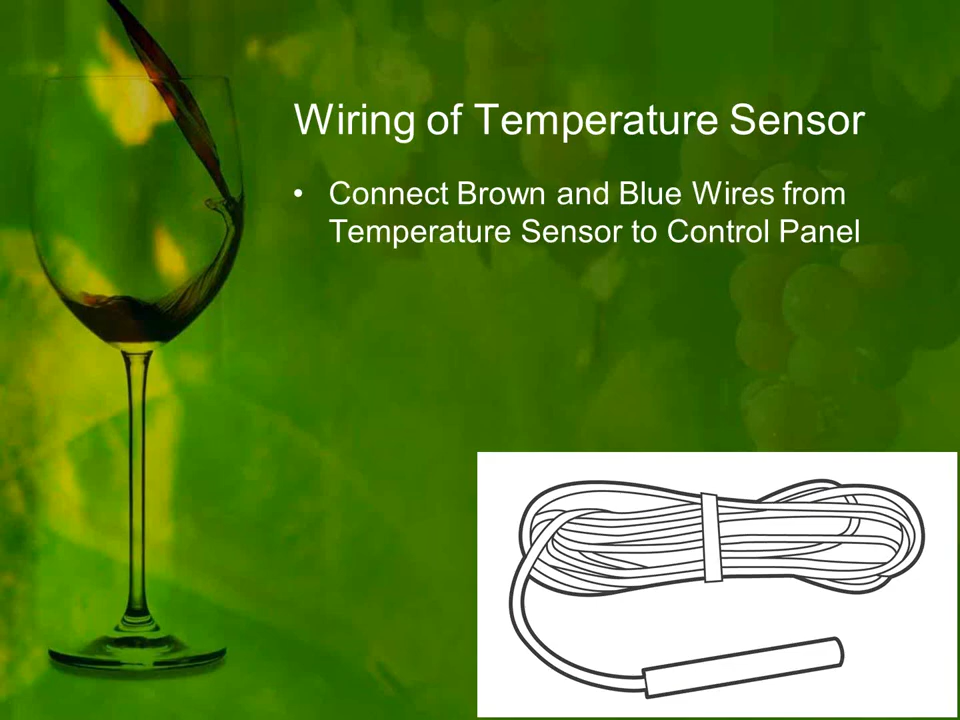 Wiring of Temperature Sensor
• Connect Brown and Blue Wires from
Temperature Sensor to Control Panel